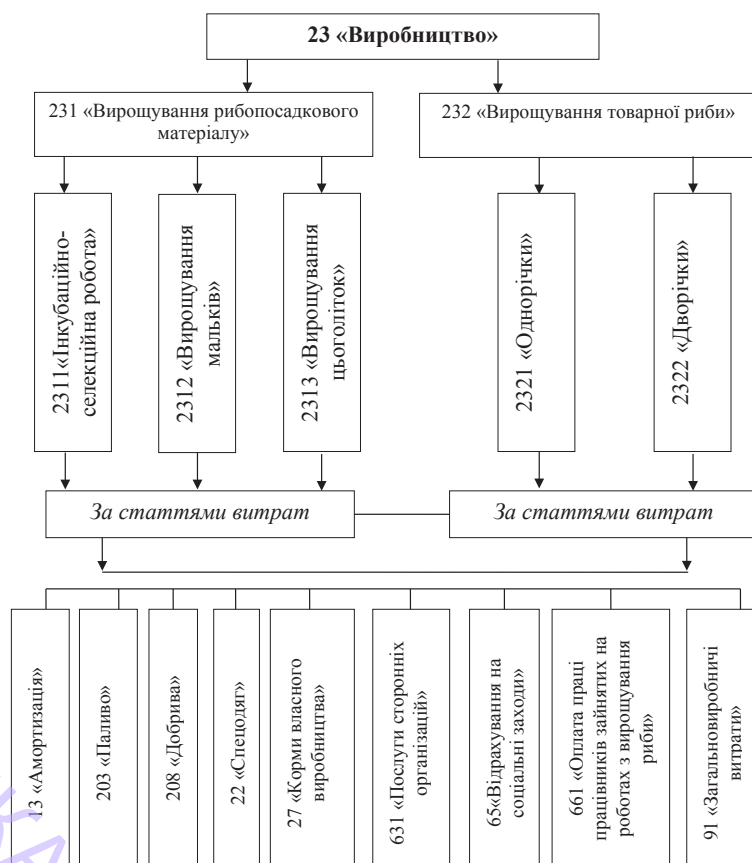 23 «Виробництво»
231 «Вирощування рибопосадкового
матеріалу»
232 «Вирощування товарної риби»
2311«Інкубаційно-
селекційна робота»
2312 «Вирощування
мальків»
2313 «Вирощування
цьоголіток»
2321 «Однорічки»
2322 «Дворічки»
За статтями витрат
За статтями витрат
13 «Амортизація»
203 «Паливо»
208 «Добрива»
22 «Спецодяг»
27 «Корми власного
виробництва»
631 «Послуги сторонніх
організацій»
65«Відрахування на
соціальні заходи»
661 «Оплата праці
працівників зайнятих на
роботах з вирощування
риби»
91 «Загальновиробничі
витрати»